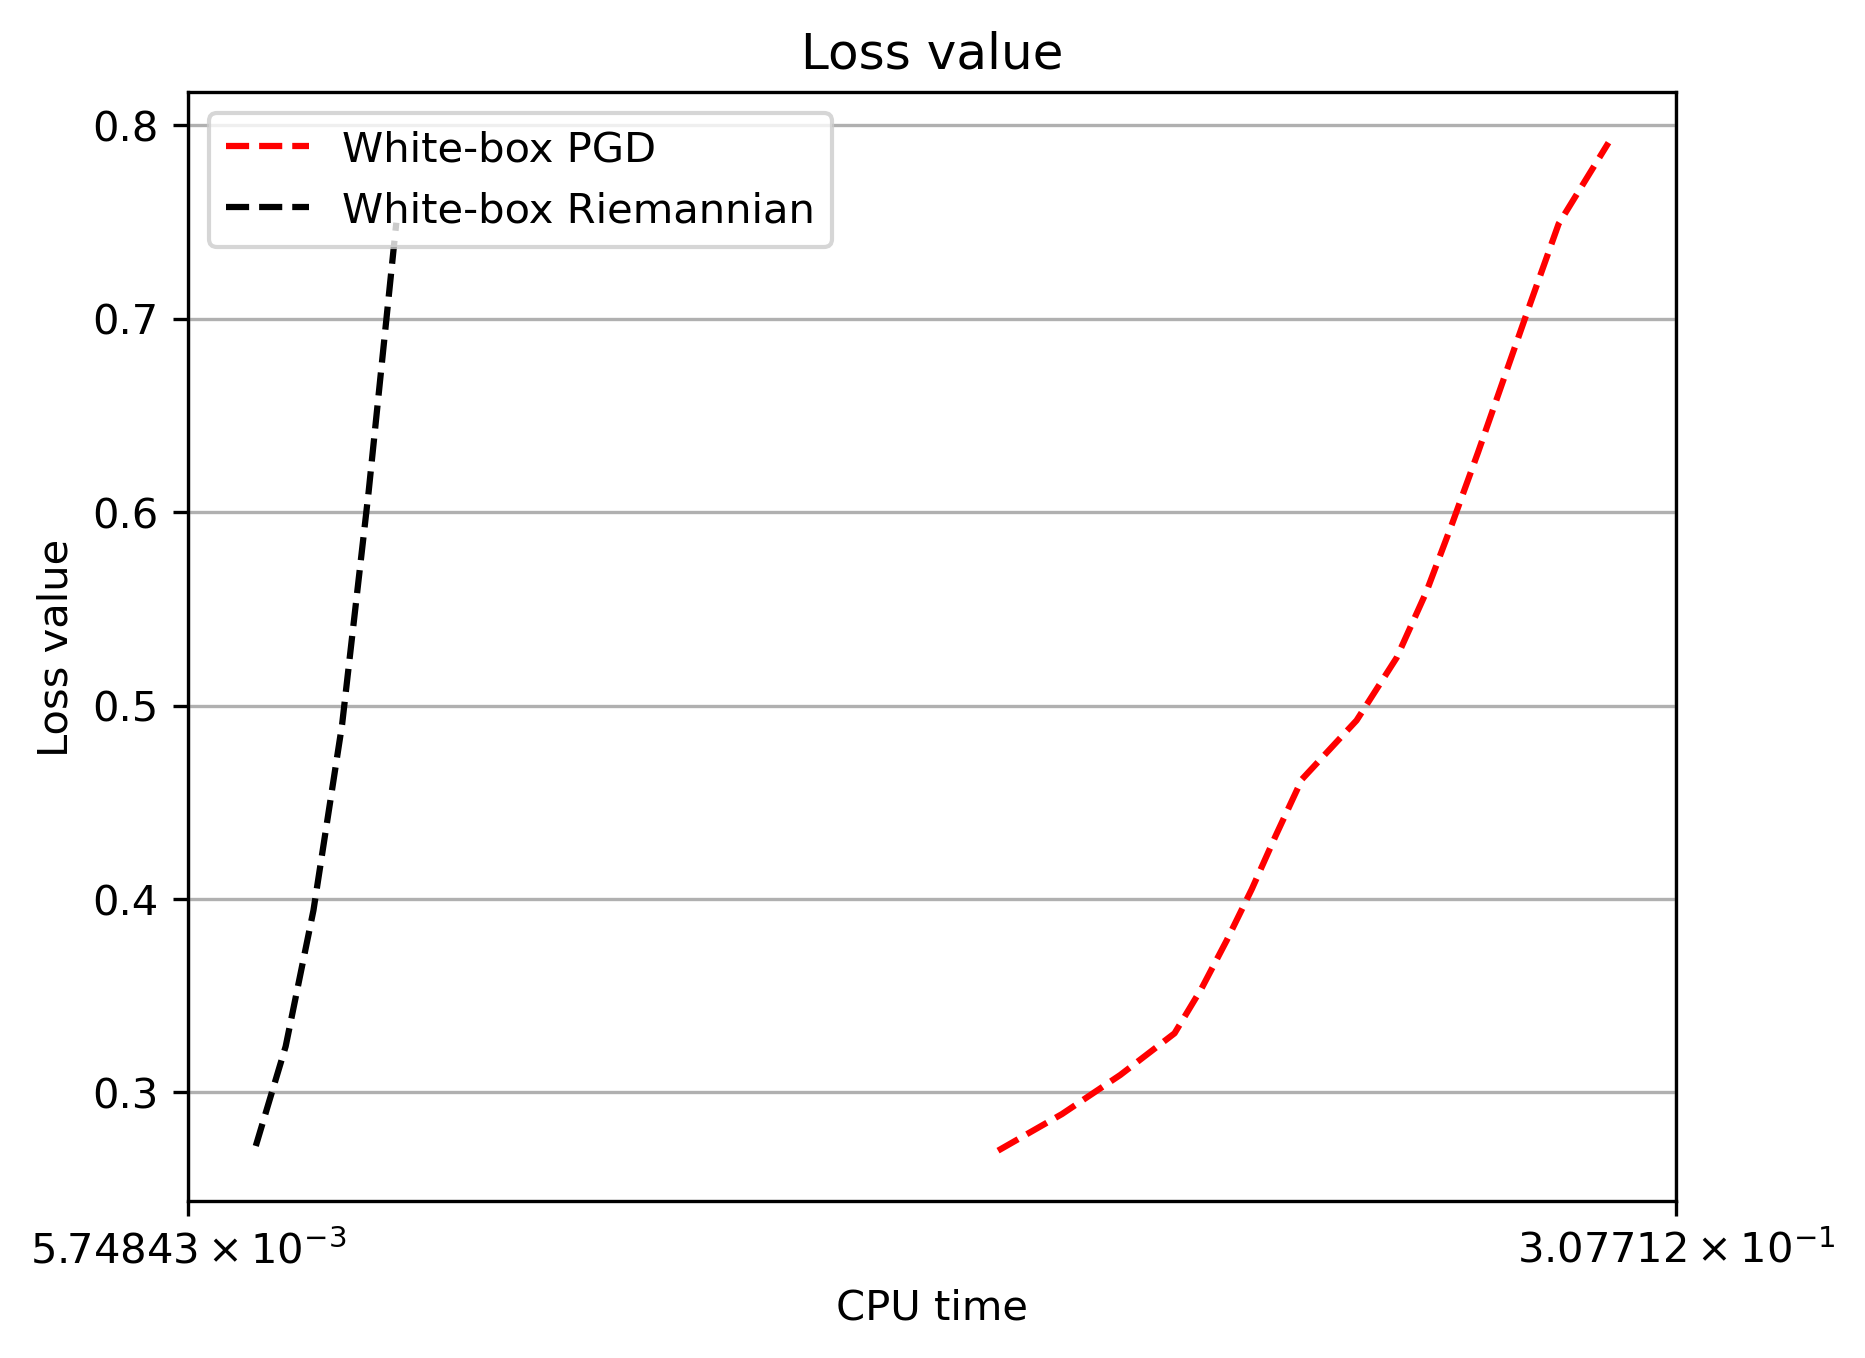 Loss value
White-box PGD
White-box Riemannian
0.8
0.7
0.6
0.5
0.4
0.3
Loss value
5.74843 × 10⁻³
3.07712 × 10⁻¹
CPU time